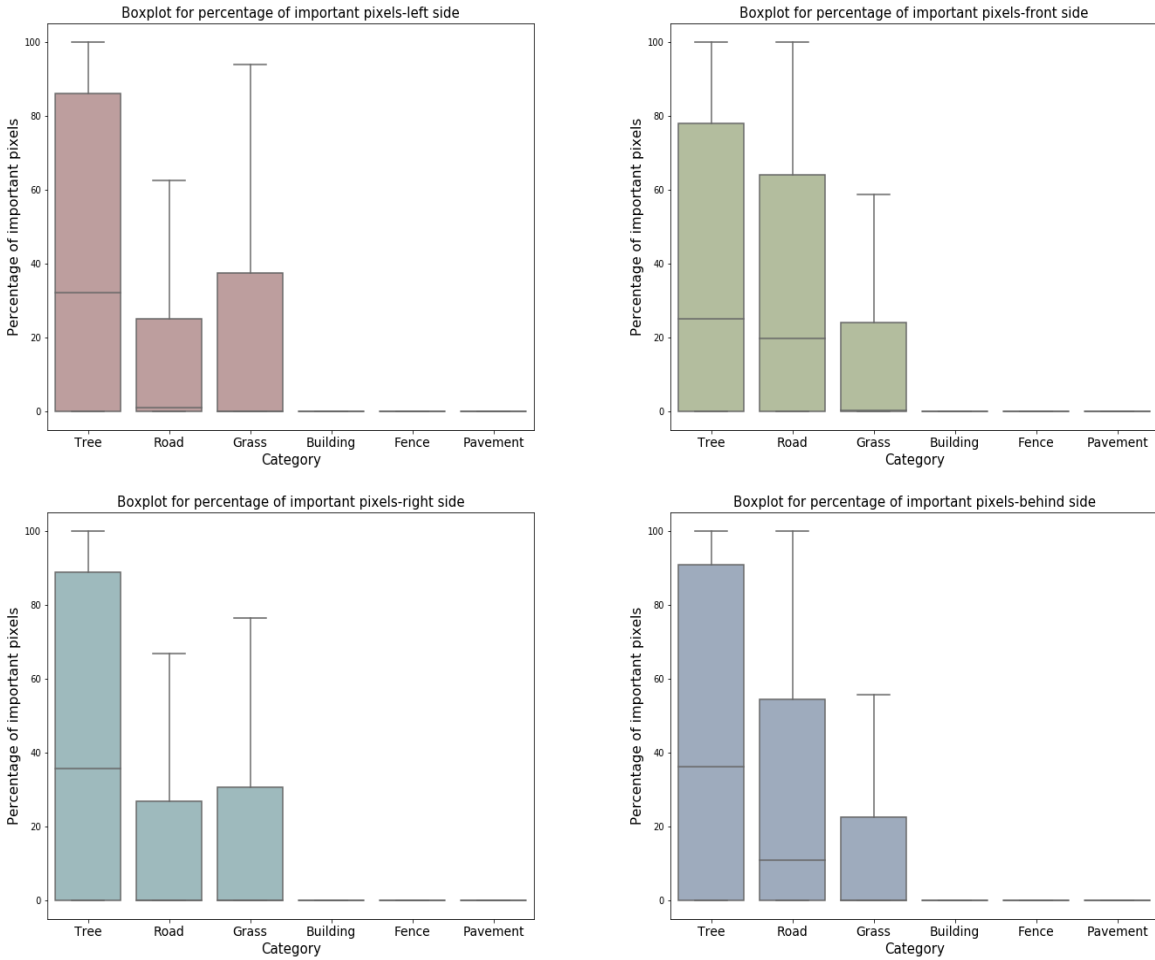 Boxplot for percentage of important pixels-left side
Percentage of important pixels
100
80
60
40
20
0
Tree Road Grass Building Fence Pavement
Category
Boxplot for percentage of important pixels-front side
Percentage of important pixels
100
80
60
40
20
0
Tree Road Grass Building Fence Pavement
Category
Boxplot for percentage of important pixels-right side
Percentage of important pixels
100
80
60
40
20
0
Tree Road Grass Building Fence Pavement
Category
Boxplot for percentage of important pixels-behind side
Percentage of important pixels
100
80
60
40
20
0
Tree Road Grass Building Fence Pavement
Category